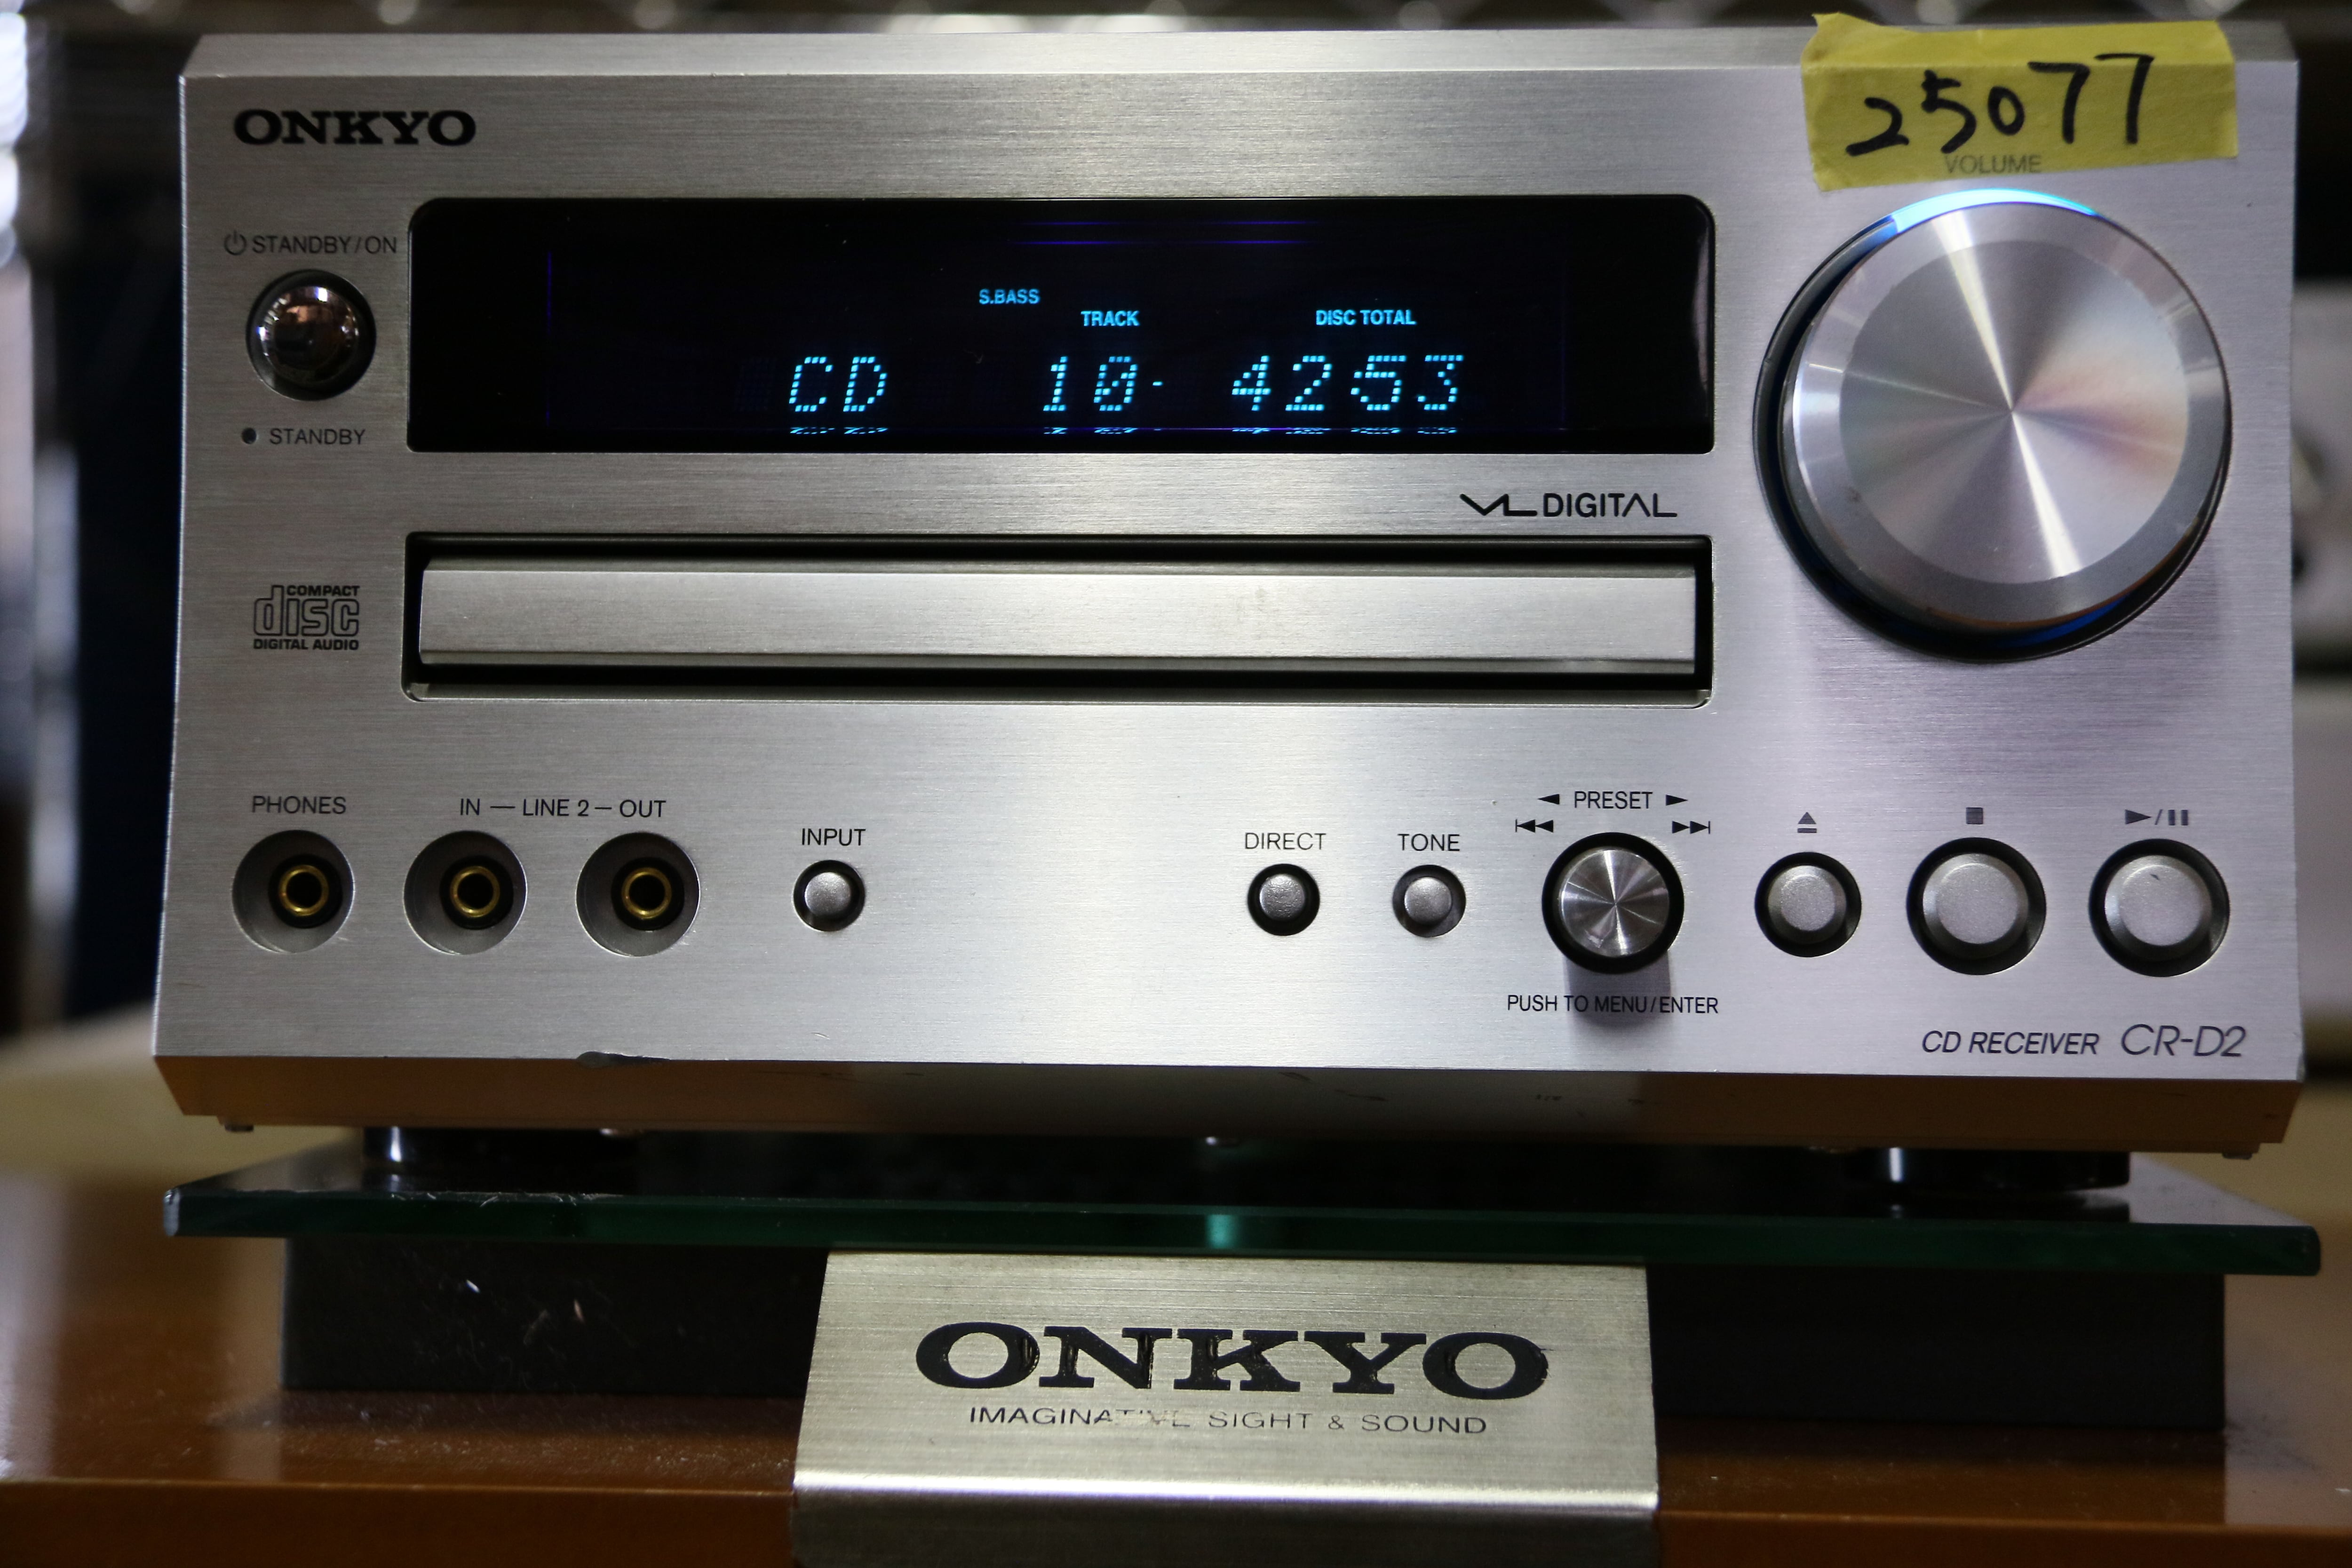 25077
ONKYO
VOLUME
STANDBY/ON
S.BASS
TRACK DISC TOTAL
CD 10- 42:53
STANDBY
VL DIGITAL
COMPACT
disc
DIGITAL AUDIO
PHONES IN — LINE 2 — OUT INPUT DIRECT TONE
◄ PRESET ►
PUSH TO MENU/ENTER
CD RECEIVER CR-D2
ONKYO
IMAGINATIVE SIGHT & SOUND